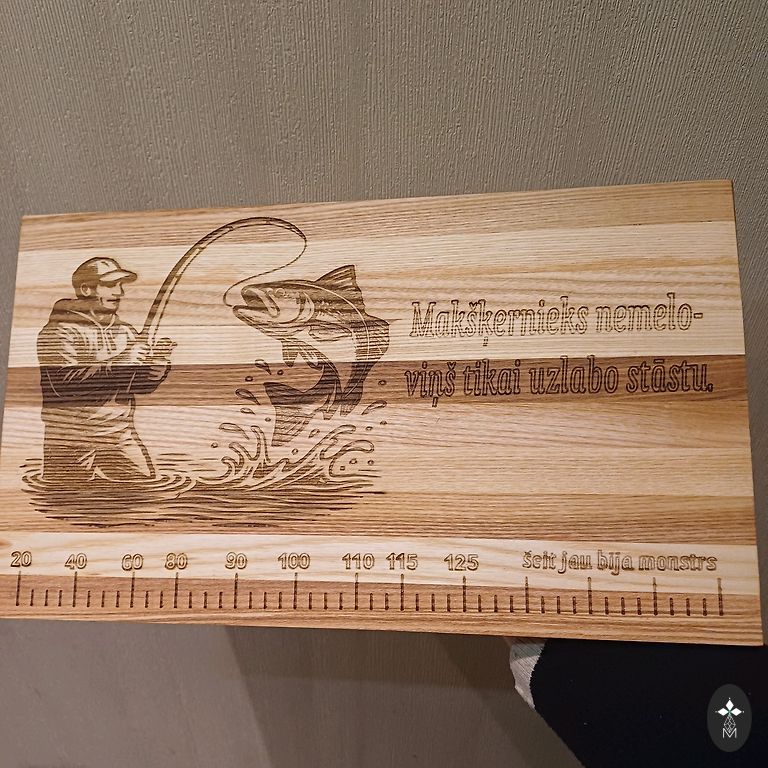 Makšķernieks nemelo-
viņš tikai uzlabo stāstu.
20 40 60 80 90 100 110 115 125 šeit jau bija monstrs
M